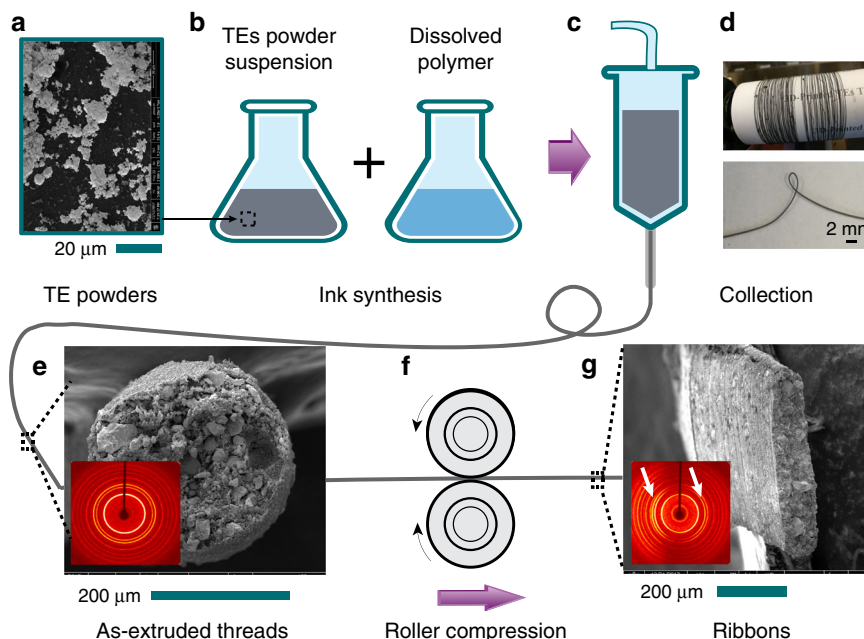 a
b
c
d
TEs powder
suspension
Dissolved
polymer
2 mm
20 μm
TE powders
Ink synthesis
Collection
e
f
g
200 μm
200 μm
As-extruded threads
Roller compression
Ribbons